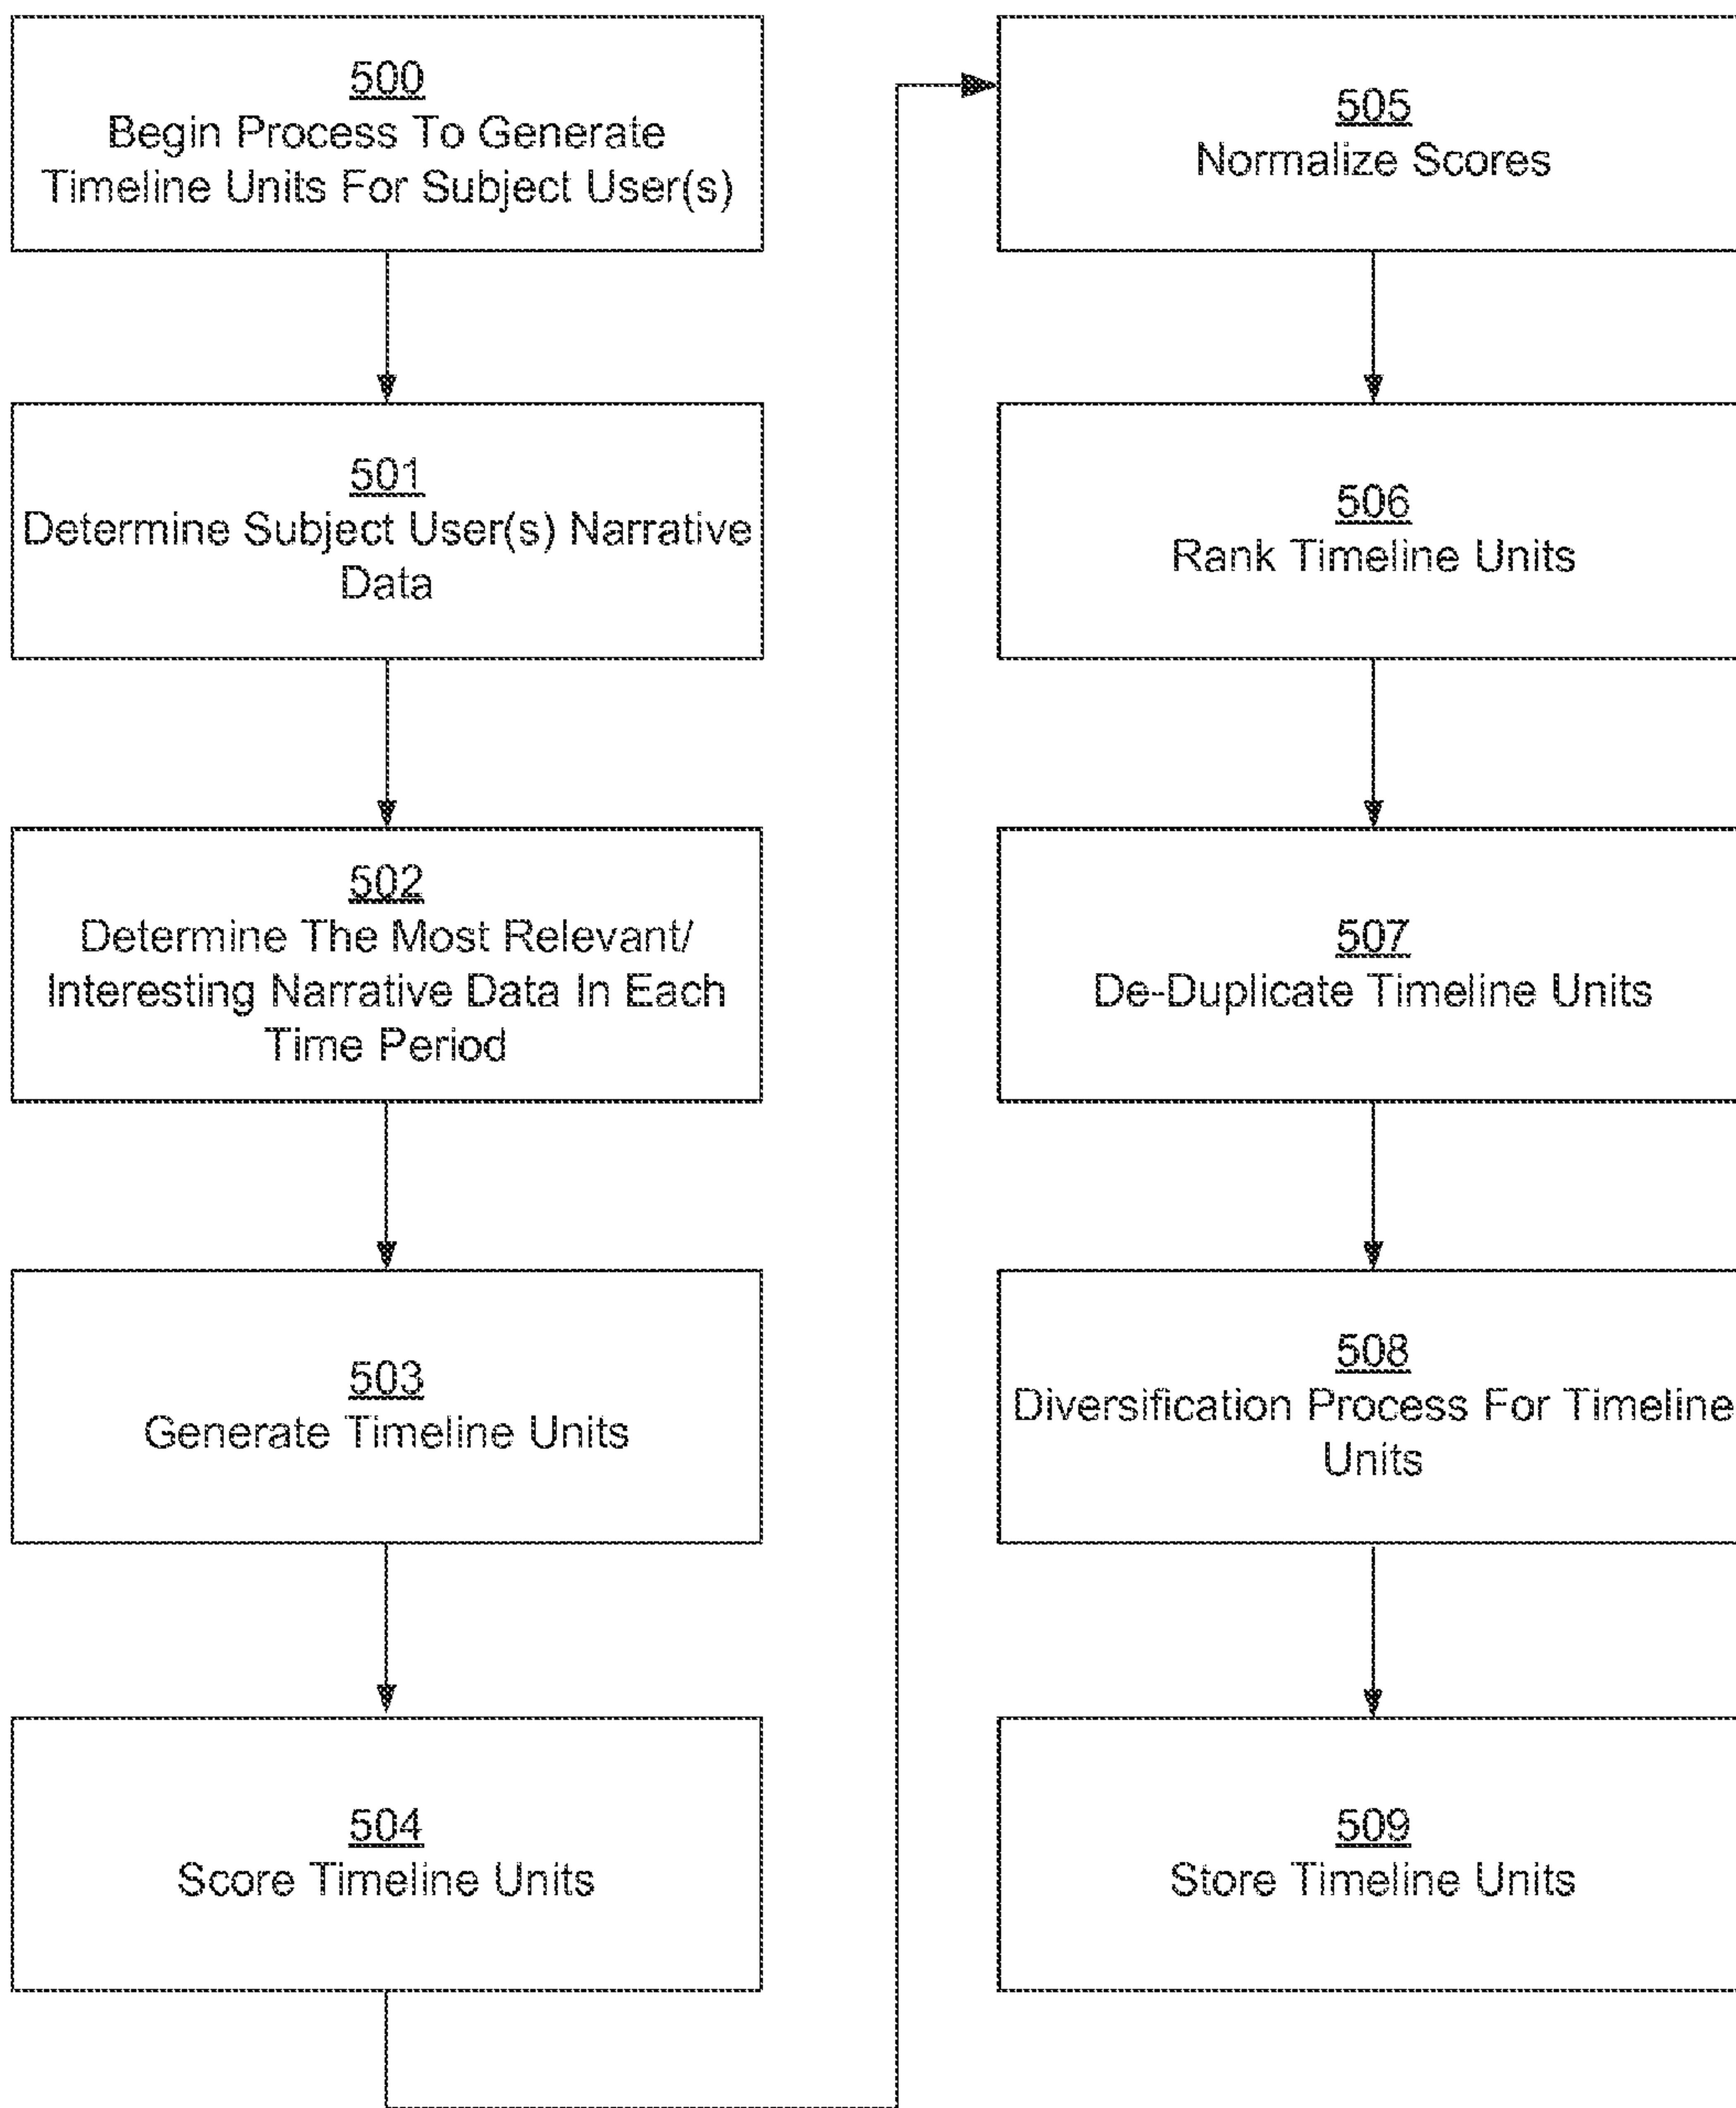 500
Begin Process To Generate
Timeline Units For Subject User(s)
501
Determine Subject User(s) Narrative
Data
502
Determine The Most Relevant/
Interesting Narrative Data In Each
Time Period
503
Generate Timeline Units
504
Score Timeline Units
505
Normalize Scores
506
Rank Timeline Units
507
De-Duplicate Timeline Units
508
Diversification Process For Timeline
Units
509
Store Timeline Units